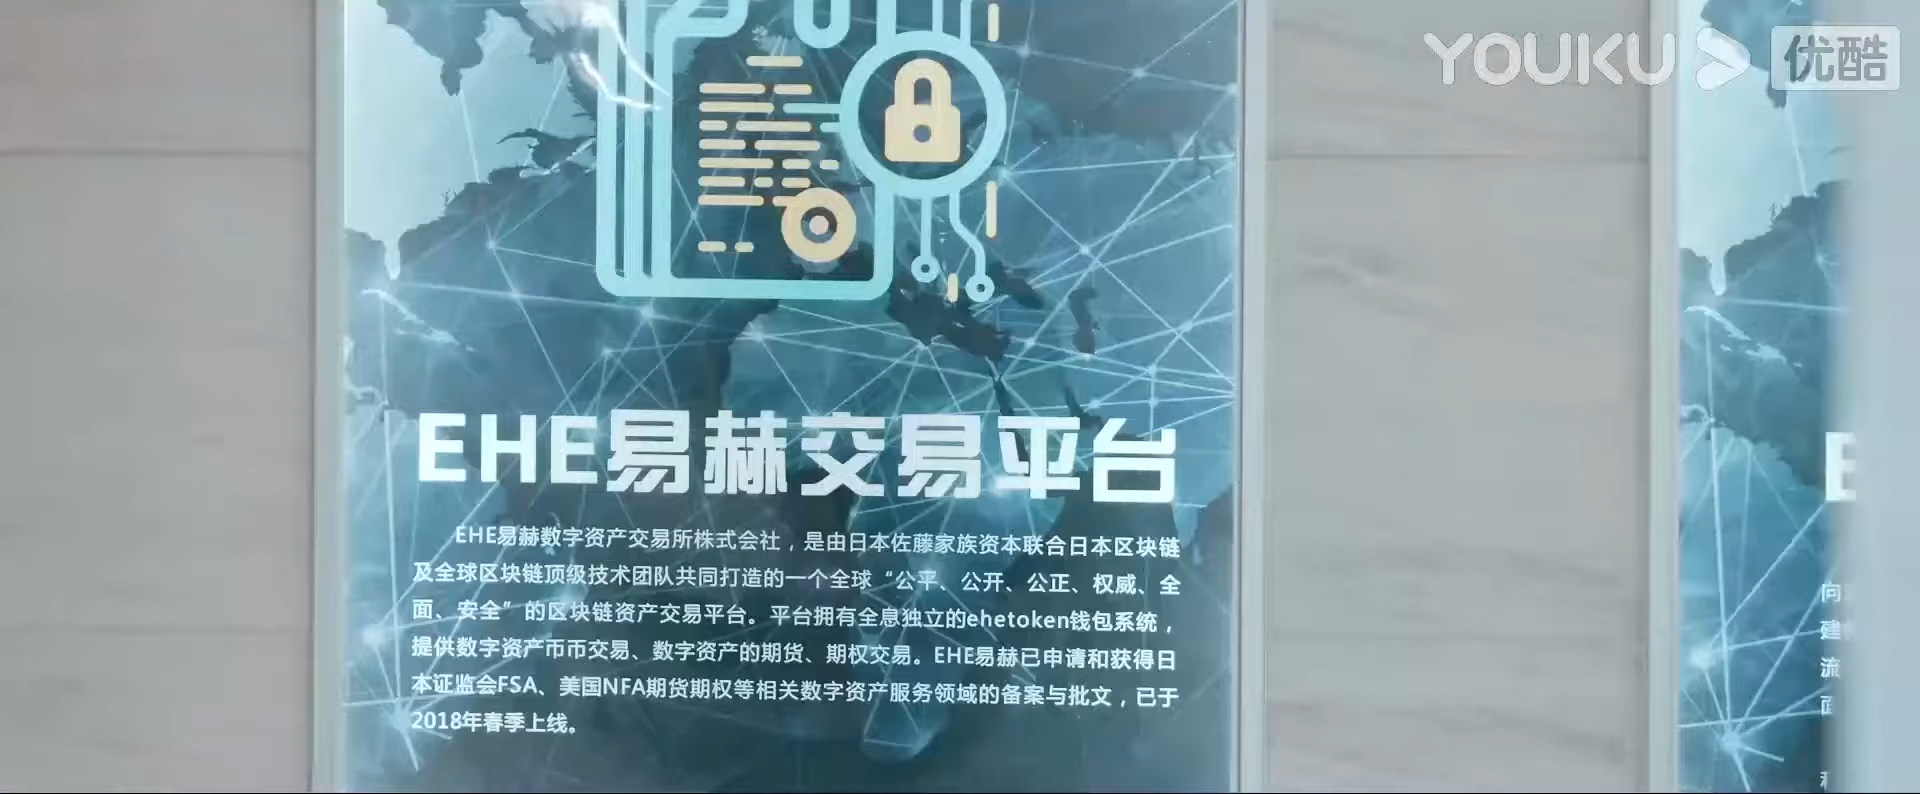 YOUKU 优酷
EHE易赫交易平台
EHE易赫数字资产交易所株式会社，是由日本佐藤家族资本联合日本区块链
及全球区块链顶级技术团队共同打造的一个全球“公平、公开、公正、权威、全
面、安全”的区块链资产交易平台。平台拥有全息独立的ehetoken钱包系统，
提供数字资产币币交易、数字资产的期货、期权交易。EHE易赫已申请和获得日
本证监会FSA、美国NFA期货期权等相关数字资产服务领域的备案与批文，已于
2018年春季上线。
E
向
建
流
面